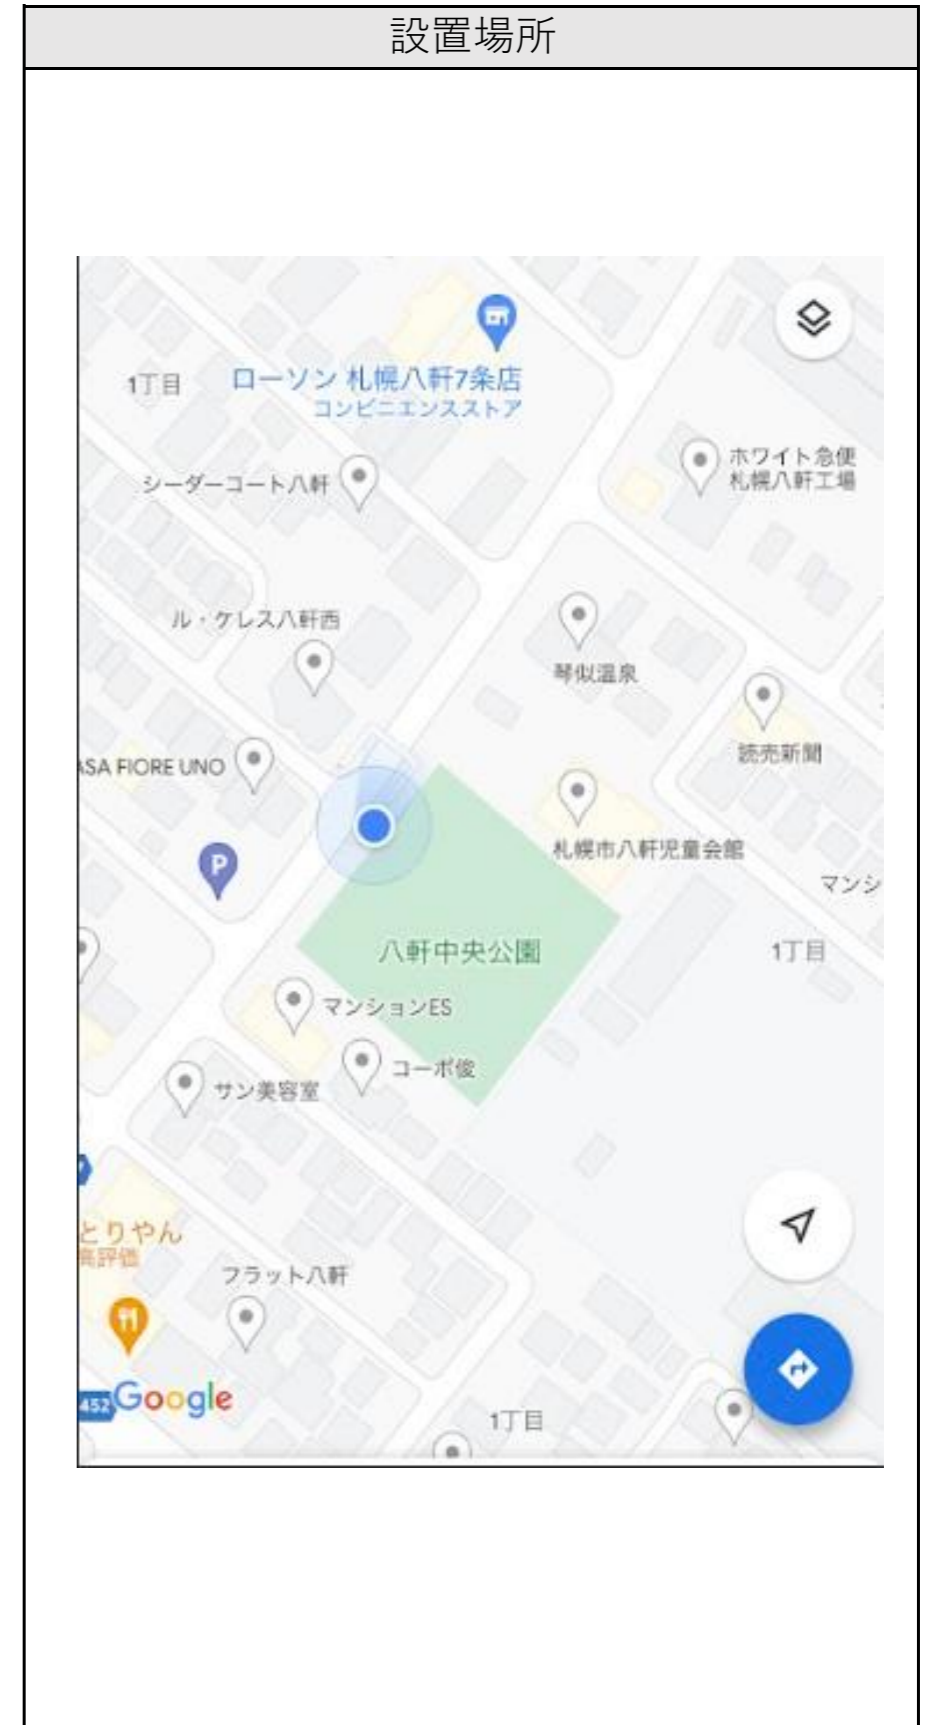 設置場所
1丁目
ローソン 札幌八軒7条店
コンビニエンスストア
ホワイト急便
札幌八軒工場
シーダーコート八軒
ル・ケレス八軒西
琴似温泉
読売新聞
ASA FIORE UNO
P
札幌市八軒児童会館
マンシ
八軒中央公園
1丁目
マンションES
コーポ俊
サン美容室
とりやん
高評価
フラット八軒
452
Google
1丁目